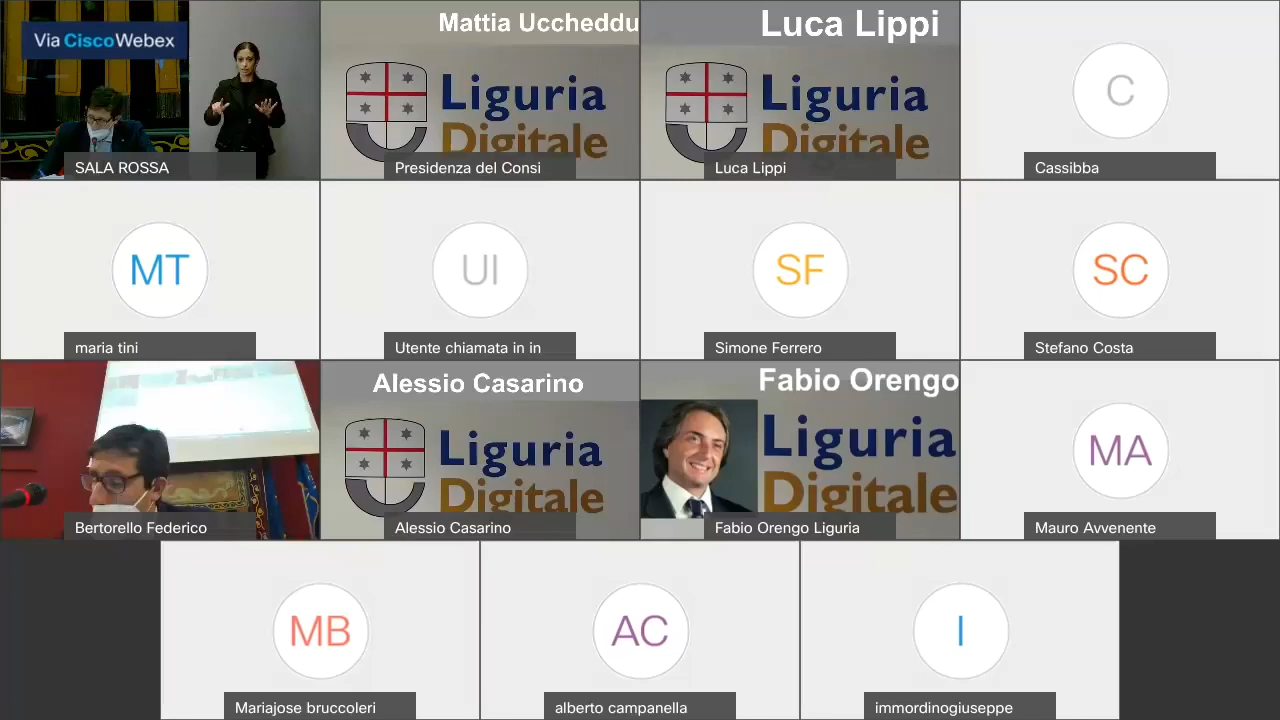 Via Cisco Webex
SALA ROSSA
Mattia Uccheddu
Liguria
Digitale
Presidenza del Consi
Luca Lippi
Liguria
Digitale
Luca Lippi
C
Cassibba
MT
maria tini
UI
Utente chiamata in in
SF
Simone Ferrero
SC
Stefano Costa
Bertorello Federico
Alessio Casarino
Liguria
Digitale
Alessio Casarino
Fabio Orengo
Liguria
Digitale
Fabio Orengo Liguria
MA
Mauro Avvenente
MB
Mariajose bruccoleri
AC
alberto campanella
I
immordinogiuseppe